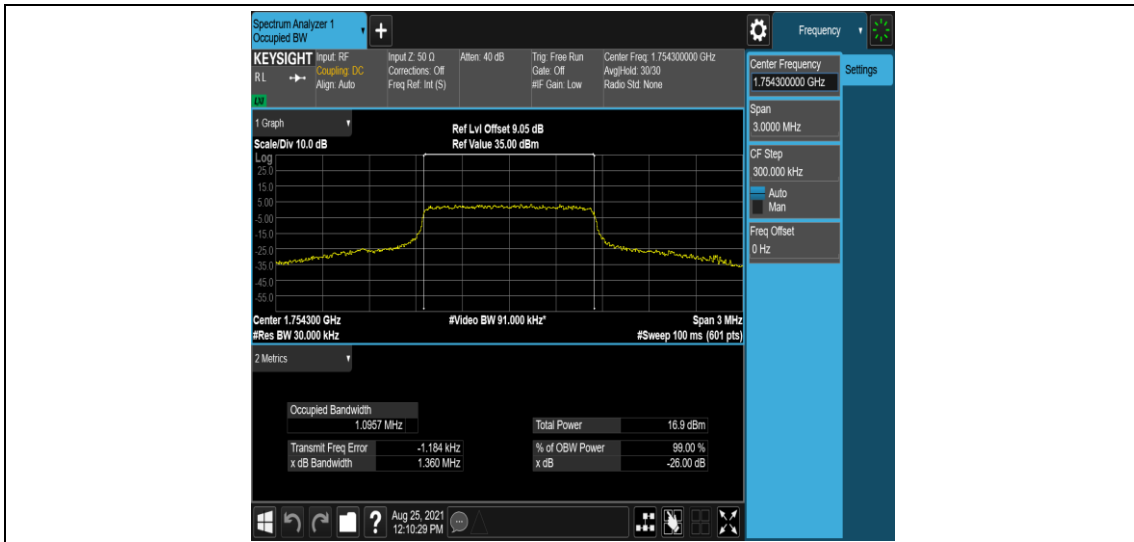 Spectrum Analyzer 1
Occupied BW
+
Frequency
KEYSIGHT
RL
Input: RF
Coupling: DC
Align: Auto
Input Z: 50 Ω
Corrections: Off
Freq Ref: Int (S)
Atten: 40 dB
Trig: Free Run
Gate: Off
#IF Gain: Low
Center Freq: 1.754300000 GHz
Avg|Hold: 30/30
Radio Std: None
Center Frequency
1.754300000 GHz
Settings
Span
3.0000 MHz
CF Step
300.000 kHz
Auto
Man
Freq Offset
0 Hz
1 Graph
Scale/Div 10.0 dB
Ref Lvl Offset 9.05 dB
Ref Value 35.00 dBm
Log
25.0
15.0
5.00
-5.00
-15.0
-25.0
-35.0
-45.0
-55.0
Center 1.754300 GHz
#Res BW 30.000 kHz
#Video BW 91.000 kHz*
Span 3 MHz
#Sweep 100 ms (601 pts)
2 Metrics
Occupied Bandwidth
1.0957 MHz
Total Power 16.9 dBm
Transmit Freq Error -1.184 kHz
% of OBW Power 99.00 %
x dB Bandwidth 1.360 MHz
x dB -26.00 dB
?
Aug 25, 2021
12:10:29 PM